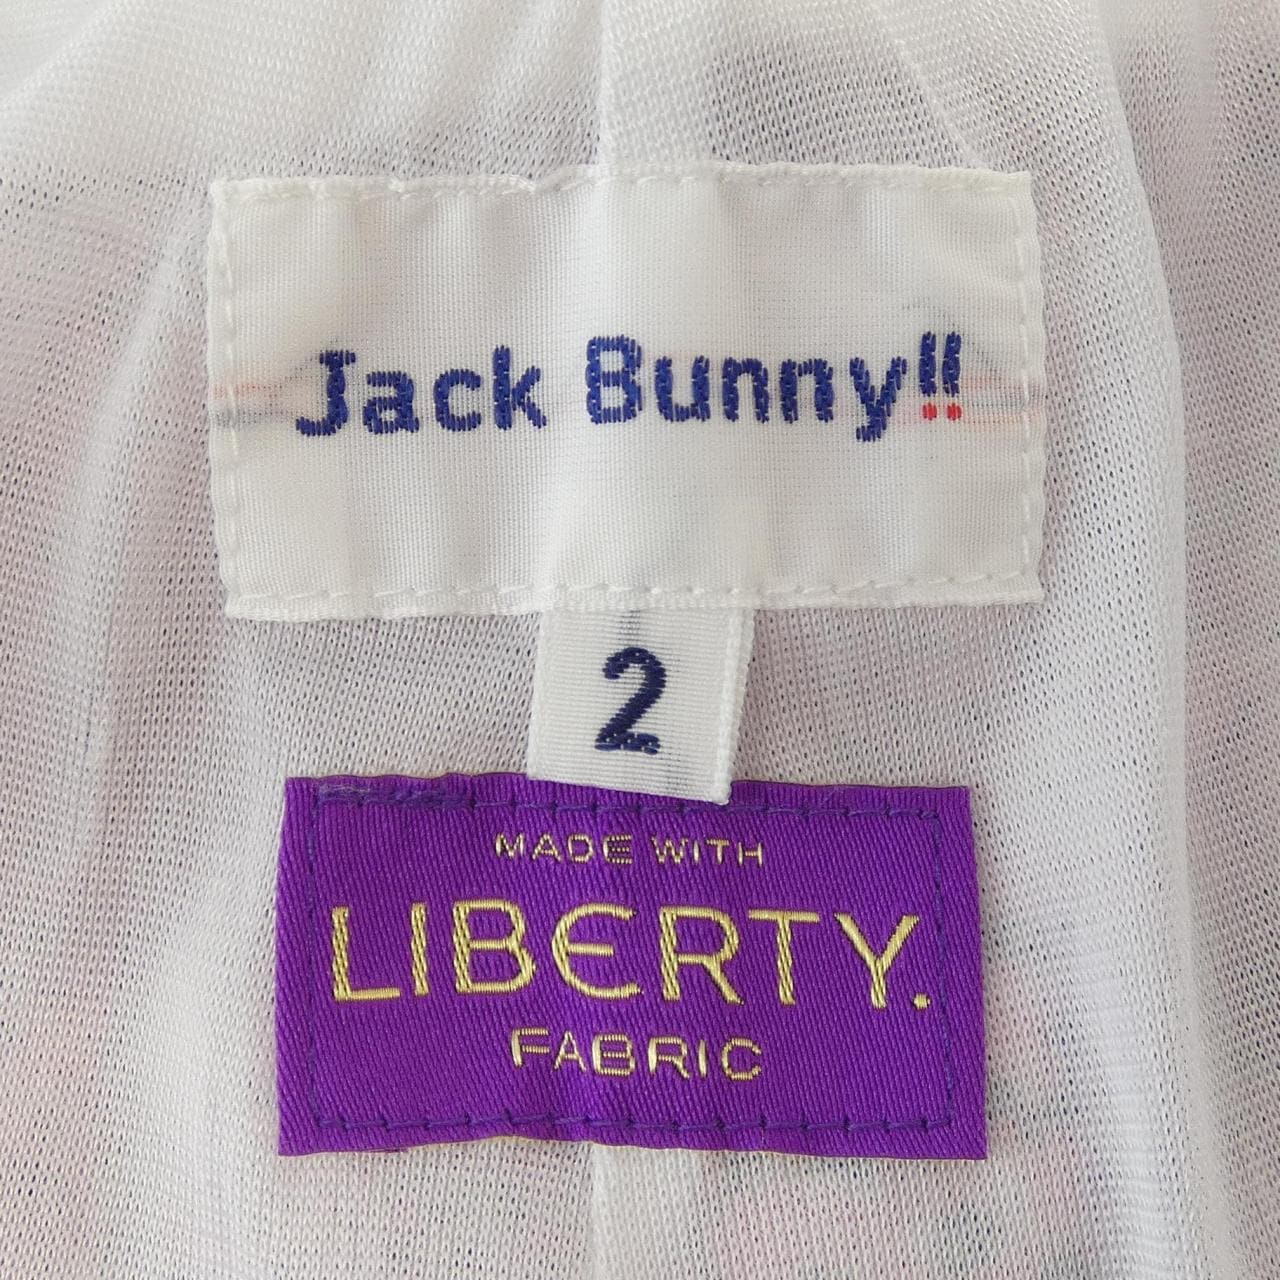 Jack Bunny!!
2
MADE WITH
LIBERTY.
FABRIC